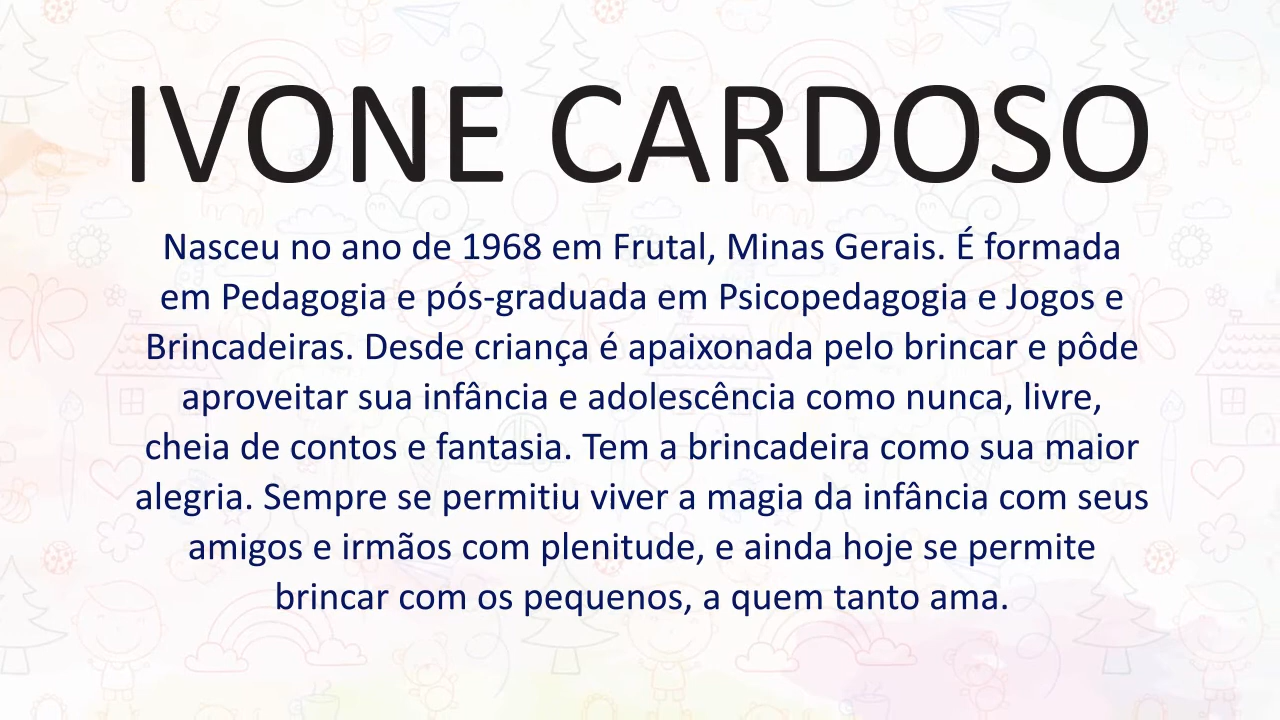 IVONE CARDOSO
Nasceu no ano de 1968 em Frutal, Minas Gerais. É formada
em Pedagogia e pós-graduada em Psicopedagogia e Jogos e
Brincadeiras. Desde criança é apaixonada pelo brincar e pôde
aproveitar sua infância e adolescência como nunca, livre,
cheia de contos e fantasia. Tem a brincadeira como sua maior
alegria. Sempre se permitiu viver a magia da infância com seus
amigos e irmãos com plenitude, e ainda hoje se permite
brincar com os pequenos, a quem tanto ama.